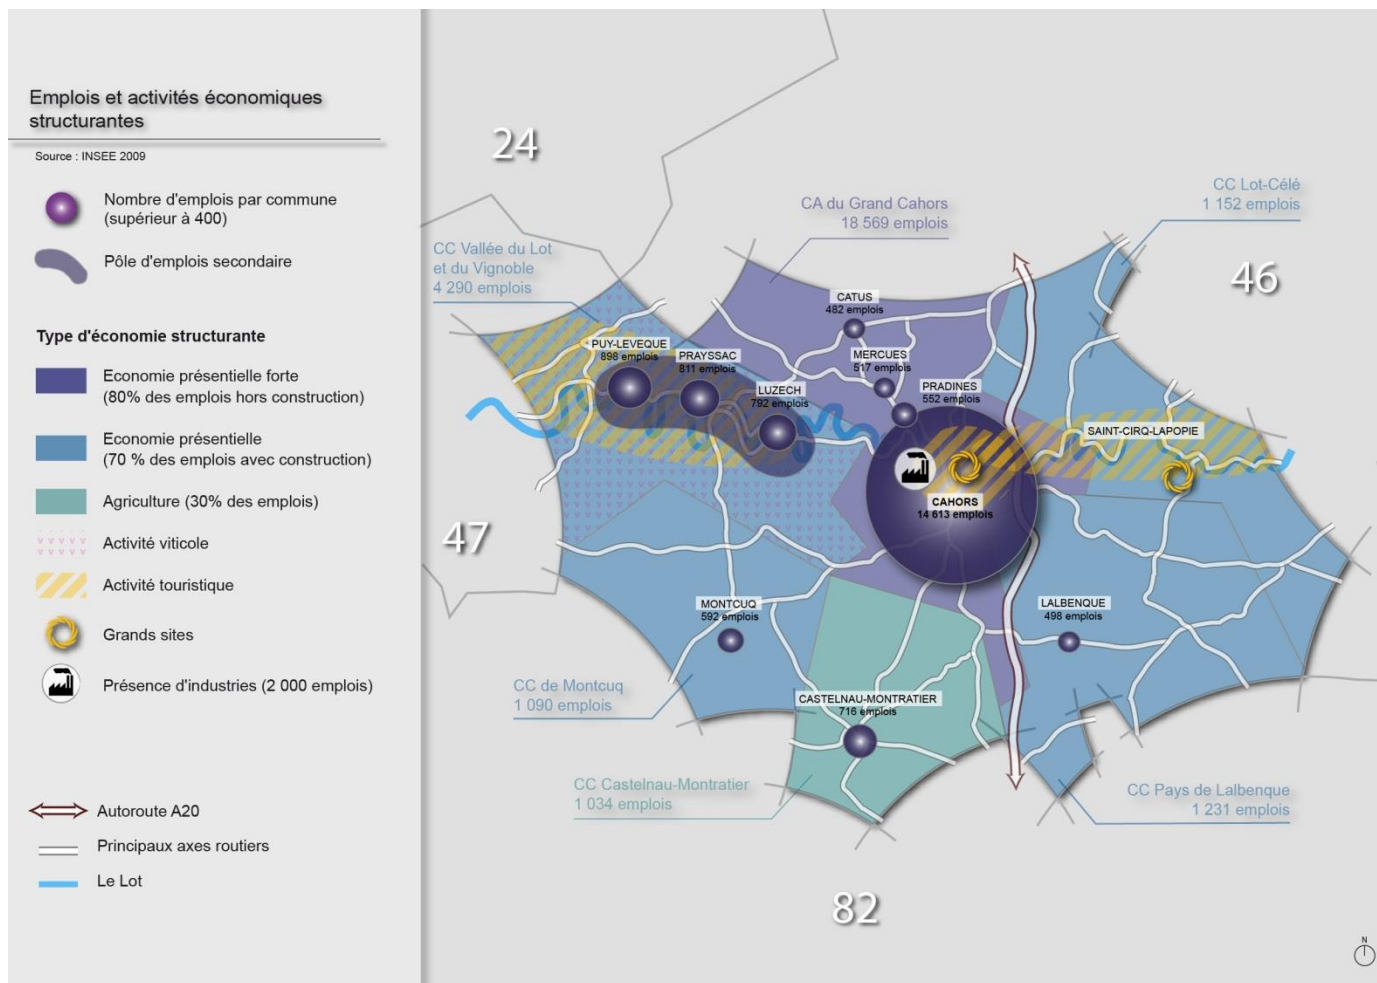 Emplois et activités économiques
structurantes
Source : INSEE 2009
Nombre d'emplois par commune
(supérieur à 400)
Pôle d'emplois secondaire
Type d'économie structurante
Economie présentielle forte
(80% des emplois hors construction)
Economie présentielle
(70 % des emplois avec construction)
Agriculture (30% des emplois)
Activité viticole
Activité touristique
Grands sites
Présence d'industries (2 000 emplois)
Autoroute A20
Principaux axes routiers
Le Lot
24
CC Lot-Célé
1 152 emplois
CA du Grand Cahors
18 569 emplois
CC Vallée du Lot
et du Vignoble
4 290 emplois
46
CATUS
482 emplois
PUY-LEVEQUE
898 emplois
PRAYSSAC
811 emplois
MERCUES
517 emplois
LUZECH
792 emplois
PRADINES
552 emplois
SAINT-CIRQ-LAPOPIE
CAHORS
14 613 emplois
47
MONTCUQ
592 emplois
LALBENQUE
498 emplois
CC de Montcuq
1 090 emplois
CASTELNAU-MONTRATIER
716 emplois
CC Castelnau-Montratier
1 034 emplois
CC Pays de Lalbenque
1 231 emplois
82
N